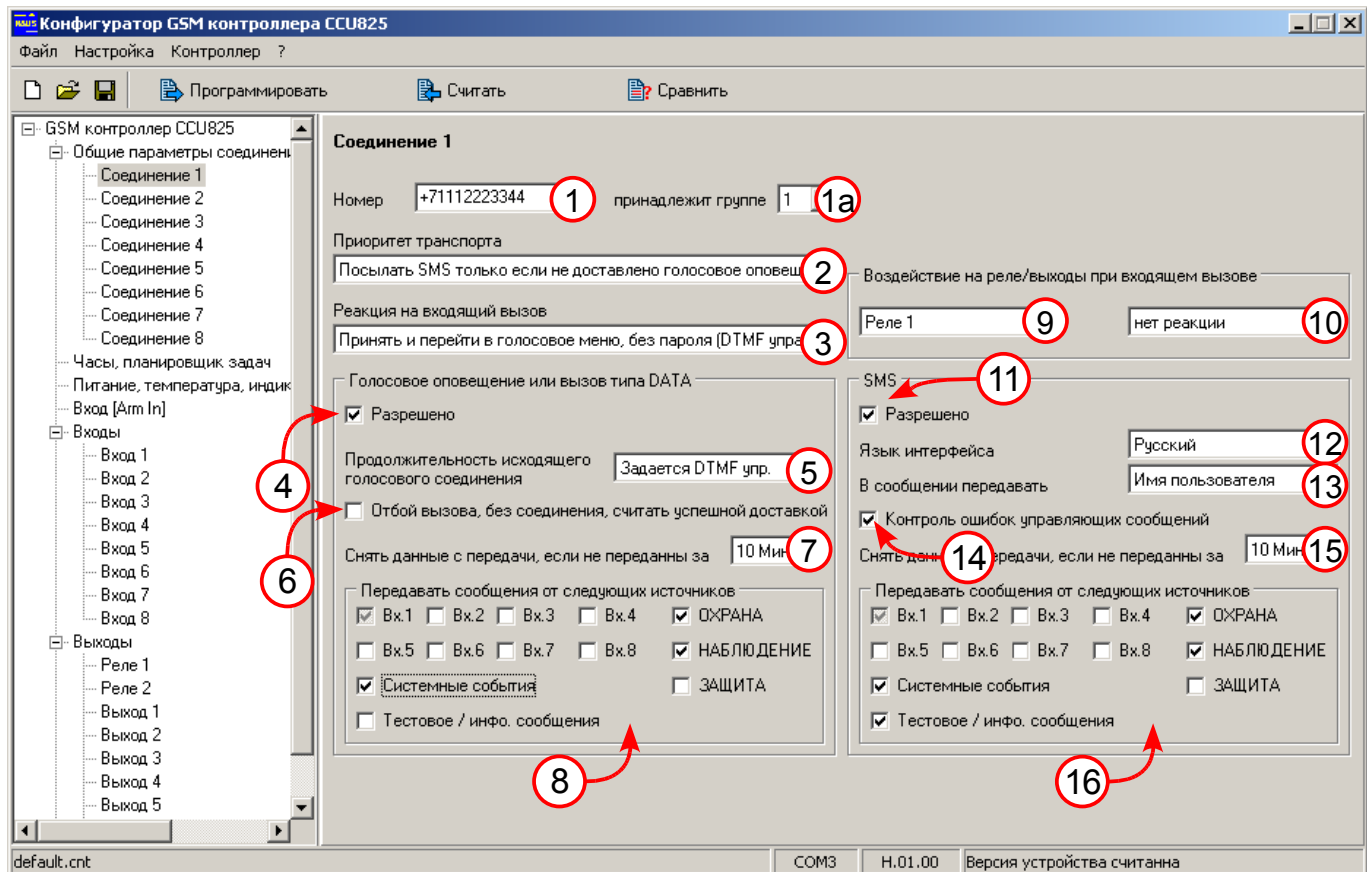 Конфигуратор GSM контроллера CCU825
Файл Настройка Контроллер ?
Программировать Считать Сравнить
GSM контроллер CCU825
Общие параметры соединени
Соединение 1
Соединение 2
Соединение 3
Соединение 4
Соединение 5
Соединение 6
Соединение 7
Соединение 8
Часы, планировщик задач
Питание, температура, индик
Вход [Arm In]
Входы
Вход 1
Вход 2
Вход 3
Вход 4
Вход 5
Вход 6
Вход 7
Вход 8
Выходы
Реле 1
Реле 2
Выход 1
Выход 2
Выход 3
Выход 4
Выход 5
Соединение 1
Номер +71112223344 1 принадлежит группе 1 1a
Приоритет транспорта
Посылать SMS только если не доставлено голосовое опове 2
Реакция на входящий вызов
Принять и перейти в голосовое меню, без пароля (DTMF упра 3
Воздействие на реле/выходы при входящем вызове
Реле 1 9 нет реакции 10
Голосовое оповещение или вызов типа DATA
4 Разрешено
Продолжительность исходящего
голосового соединения Задается DTMF упр. 5
6 Отбой вызова, без соединения, считать успешной доставкой
Снять данные с передачи, если не переданны за 10 Мин 7
Передавать сообщения от следующих источников
Вх.1 Вх.2 Вх.3 Вх.4 ОХРАНА
Вх.5 Вх.6 Вх.7 Вх.8 НАБЛЮДЕНИЕ
Системные события ЗАЩИТА
Тестовое / инфо. сообщения
8
SMS 11
Разрешено
Язык интерфейса Русский 12
В сообщении передавать Имя пользователя 13
Контроль ошибок управляющих сообщений
14
Снять данн передачи, если не переданны за 10 Мин 15
Передавать сообщения от следующих источников
Вх.1 Вх.2 Вх.3 Вх.4 ОХРАНА
Вх.5 Вх.6 Вх.7 Вх.8 НАБЛЮДЕНИЕ
Системные события ЗАЩИТА
Тестовое / инфо. сообщения
16
default.cnt COM3 H.01.00 Версия устройства считанна